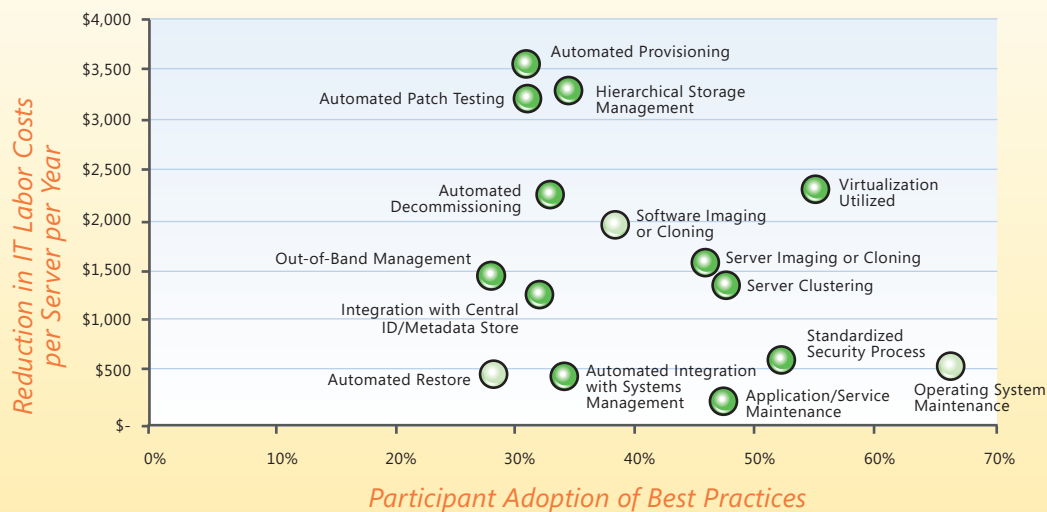 Reduction in IT Labor Costs
per Server per Year
$4,000
$3,500
$3,000
$2,500
$2,000
$1,500
$1,000
$500
$-
Automated Provisioning
Automated Patch Testing
Hierarchical Storage
Management
Automated
Decommissioning
Virtualization
Utilized
Software Imaging
or Cloning
Out-of-Band Management
Server Imaging or Cloning
Server Clustering
Integration with Central
ID/Metadata Store
Standardized
Security Process
Automated Restore
Automated Integration
with Systems
Management
Application/Service
Maintenance
Operating System
Maintenance
0%
10%
20%
30%
40%
50%
60%
70%
Participant Adoption of Best Practices